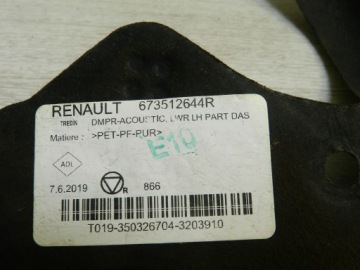 RENAULT 673512644R
TREDIN DMPR-ACOUSTIC, LWR LH PART DAS
Matiere : >PET-PF-PUR<
E10
ADL
7.6.2019 R 866
T019-350326704-3203910